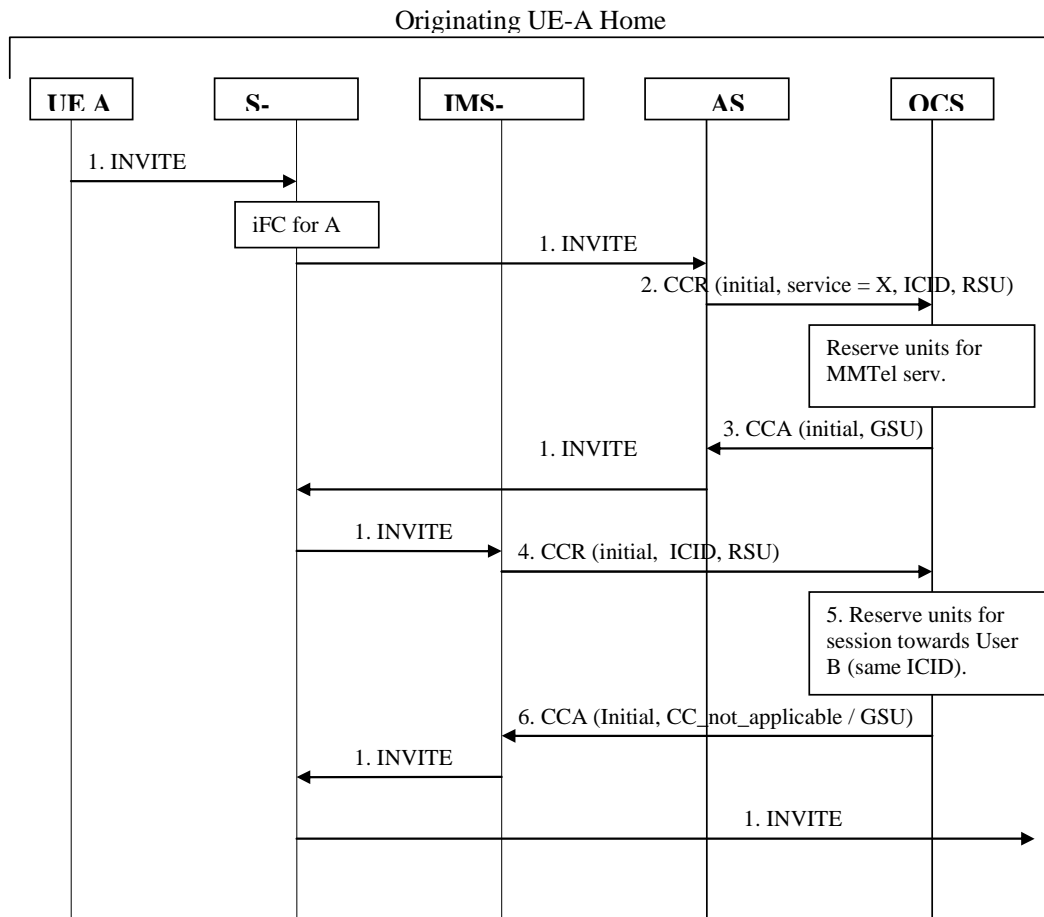 Originating UE-A Home
UE A
S-
IMS-
AS
OCS
1. INVITE
iFC for A
1. INVITE
2. CCR (initial, service = X, ICID, RSU)
Reserve units for
MMTel serv.
3. CCA (initial, GSU)
1. INVITE
1. INVITE
4. CCR (initial, ICID, RSU)
5. Reserve units for
session towards User
B (same ICID).
6. CCA (Initial, CC_not_applicable / GSU)
1. INVITE
1. INVITE